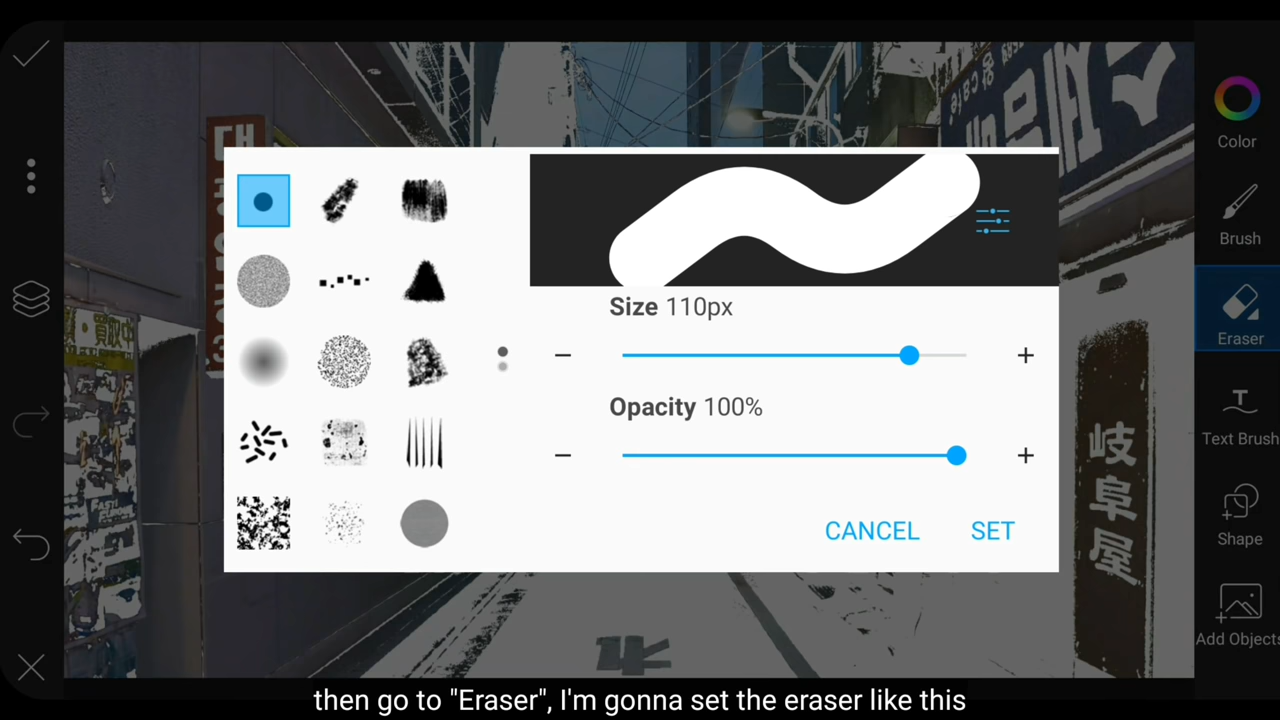 Color
Size 110px
Brush
Opacity 100%
Eraser
Text Brush
CANCEL
SET
Shape
Add Objects
岐阜屋
then go to "Eraser", I'm gonna set the eraser like this